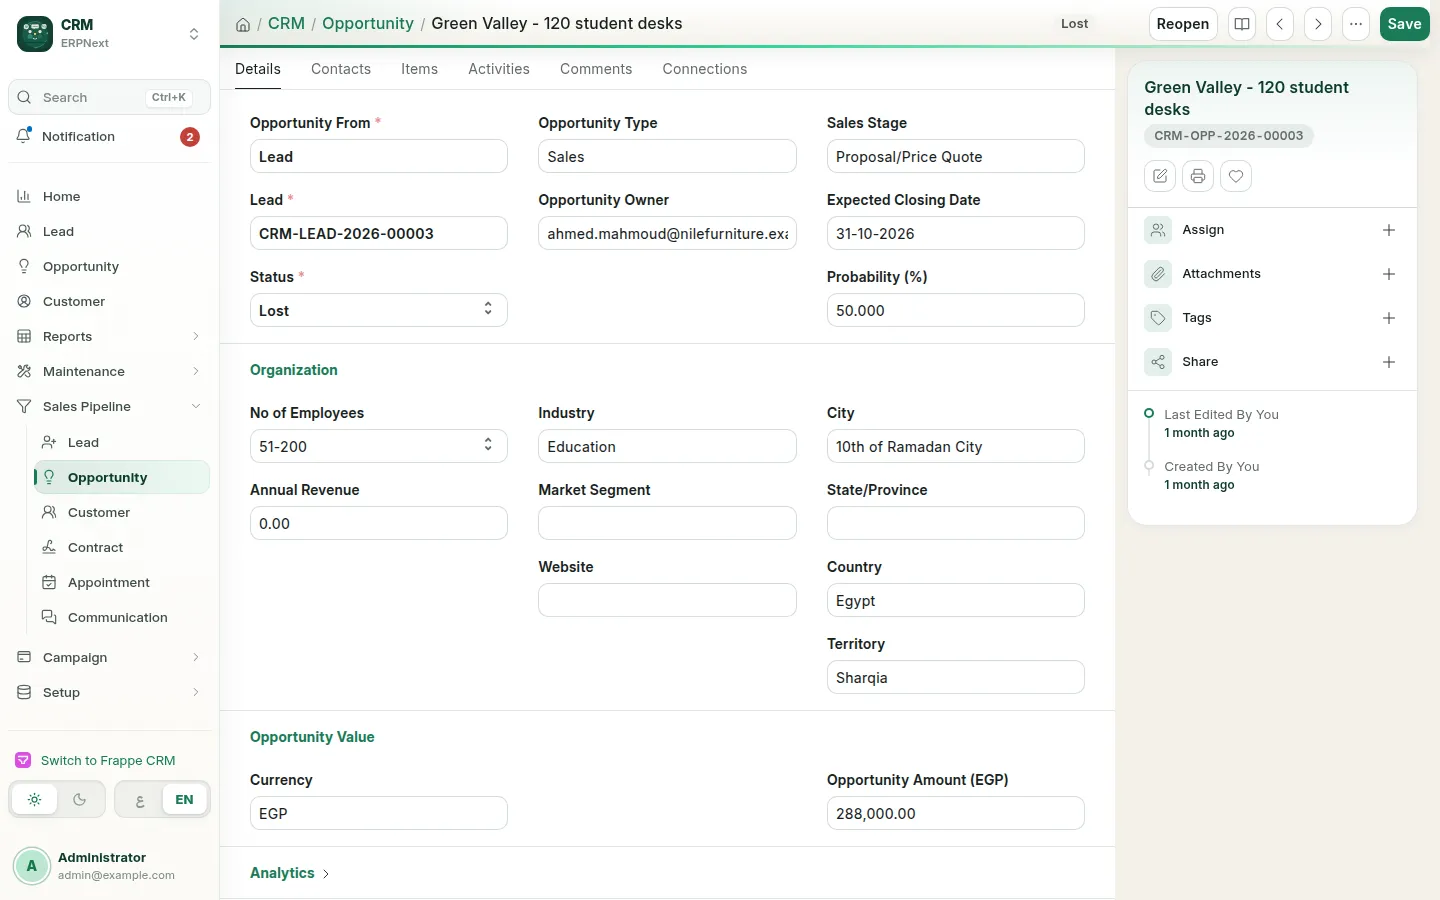 CRM
ERPNext
Search
Ctrl+K
Notification
2
Home
Lead
Opportunity
Customer
Reports
Maintenance
Sales Pipeline
Lead
Opportunity
Customer
Contract
Appointment
Communication
Campaign
Setup
Switch to Frappe CRM
ع
EN
A
Administrator
admin@example.com
/ CRM / Opportunity / Green Valley - 120 student desks
Lost
Reopen
Save
Details
Contacts
Items
Activities
Comments
Connections
Opportunity From *
Lead
Opportunity Type
Sales
Sales Stage
Proposal/Price Quote
Lead *
CRM-LEAD-2026-00003
Opportunity Owner
ahmed.mahmoud@nilefurniture.exa
Expected Closing Date
31-10-2026
Status *
Lost
Probability (%)
50.000
Organization
No of Employees
51-200
Industry
Education
City
10th of Ramadan City
Annual Revenue
0.00
Market Segment
State/Province
Website
Country
Egypt
Territory
Sharqia
Opportunity Value
Currency
EGP
Opportunity Amount (EGP)
288,000.00
Analytics
Green Valley - 120 student
desks
CRM-OPP-2026-00003
Assign
Attachments
Tags
Share
Last Edited By You
1 month ago
Created By You
1 month ago